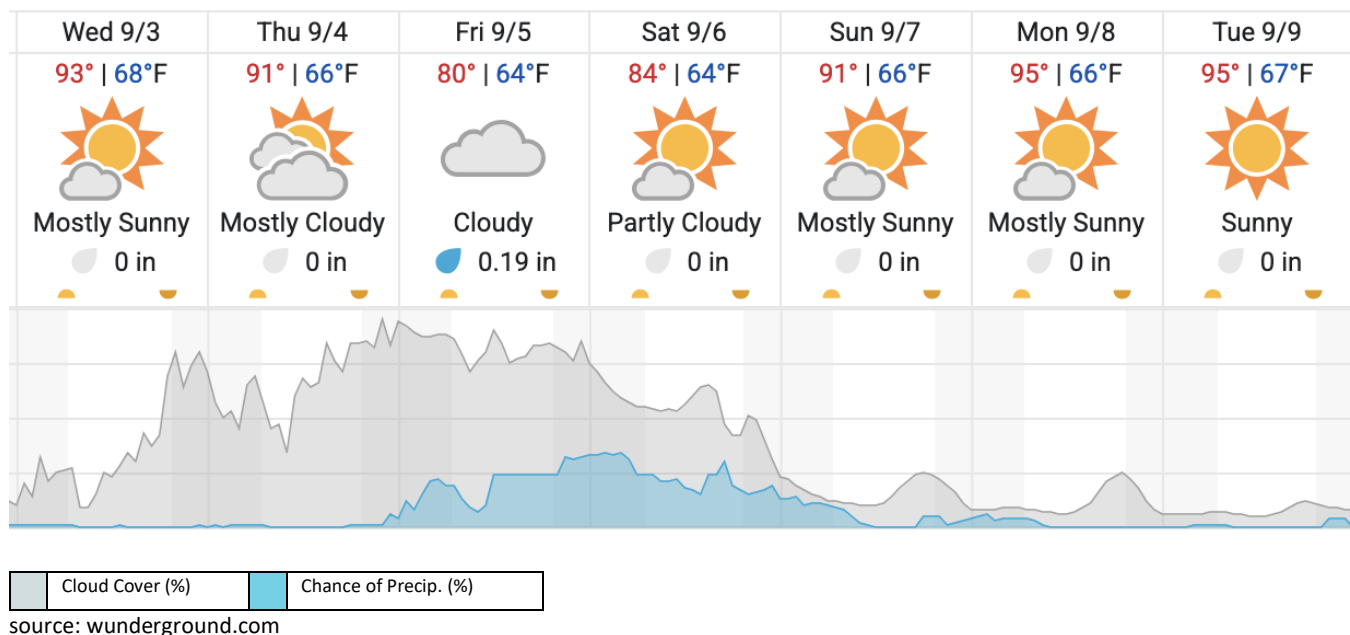 Wed 9/3 Thu 9/4 Fri 9/5 Sat 9/6 Sun 9/7 Mon 9/8 Tue 9/9
93° | 68°F 91° | 66°F 80° | 64°F 84° | 64°F 91° | 66°F 95° | 66°F 95° | 67°F
Mostly Sunny Mostly Cloudy Cloudy Partly Cloudy Mostly Sunny Mostly Sunny Sunny
0 in 0 in 0.19 in 0 in 0 in 0 in 0 in
Cloud Cover (%) Chance of Precip. (%)
source: wunderground.com